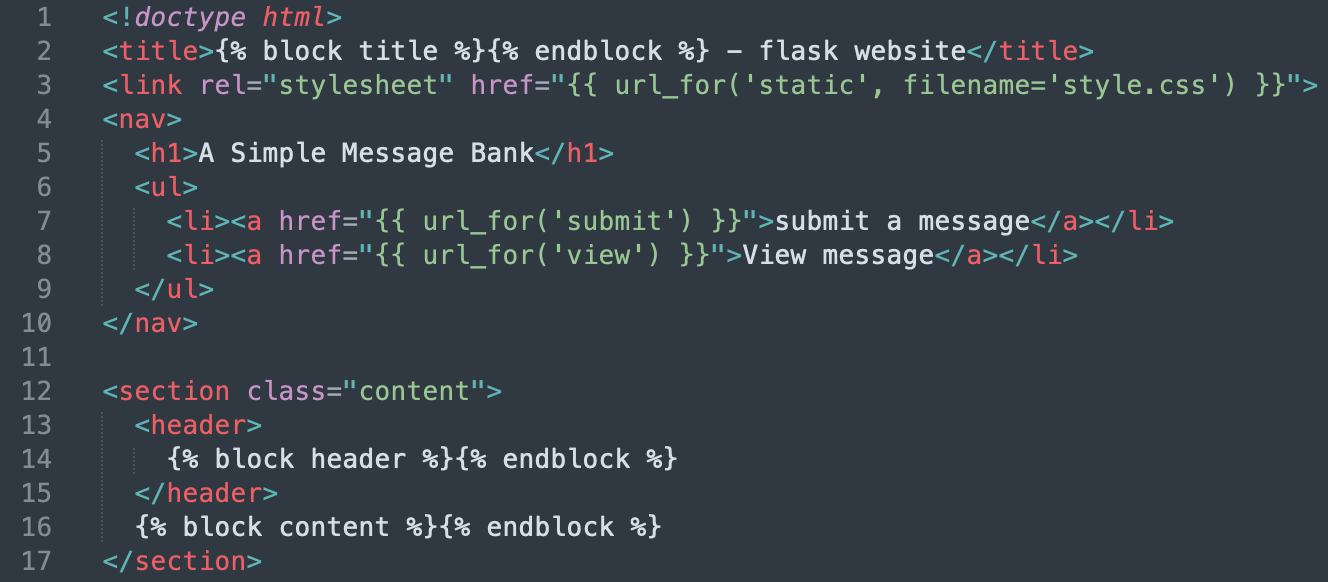 1 <!doctype html>
2 <title>{% block title %}{% endblock %} - flask website</title>
3 <link rel="stylesheet" href="{{ url_for('static', filename='style.css') }}">
4 <nav>
5   <h1>A Simple Message Bank</h1>
6   <ul>
7     <li><a href="{{ url_for('submit') }}">submit a message</a></li>
8     <li><a href="{{ url_for('view') }}">View message</a></li>
9   </ul>
10 </nav>
11
12 <section class="content">
13   <header>
14     {% block header %}{% endblock %}
15   </header>
16   {% block content %}{% endblock %}
17 </section>